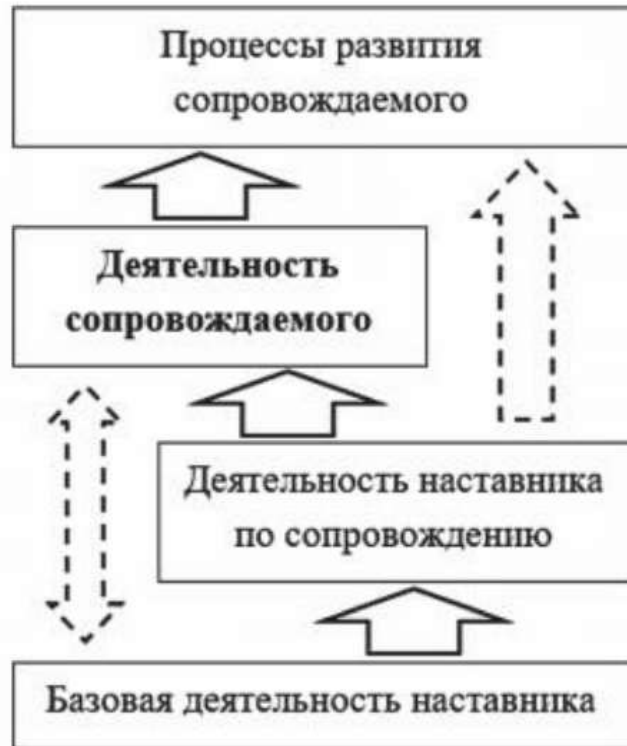 Процессы развития
сопровождаемого
Деятельность
сопровождаемого
Деятельность наставника
по сопровождению
Базовая деятельность наставника